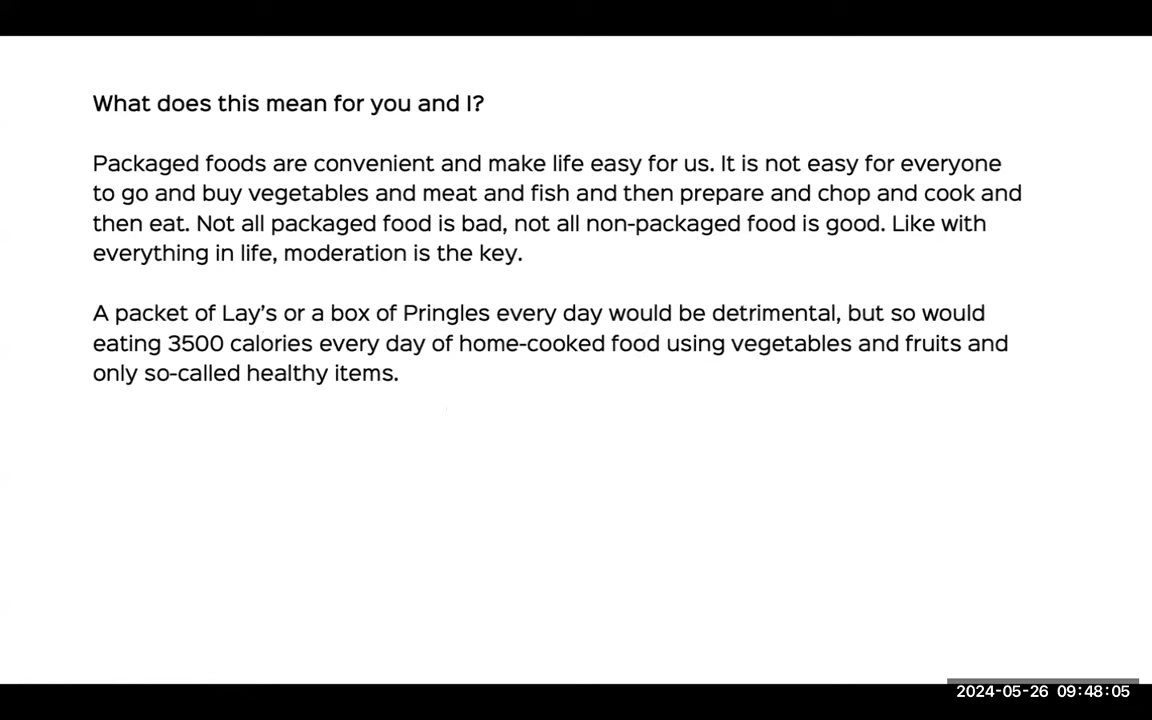 What does this mean for you and I?
Packaged foods are convenient and make life easy for us. It is not easy for everyone
to go and buy vegetables and meat and fish and then prepare and chop and cook and
then eat. Not all packaged food is bad, not all non-packaged food is good. Like with
everything in life, moderation is the key.
A packet of Lay’s or a box of Pringles every day would be detrimental, but so would
eating 3500 calories every day of home-cooked food using vegetables and fruits and
only so-called healthy items.
2024-05-26 09:48:05